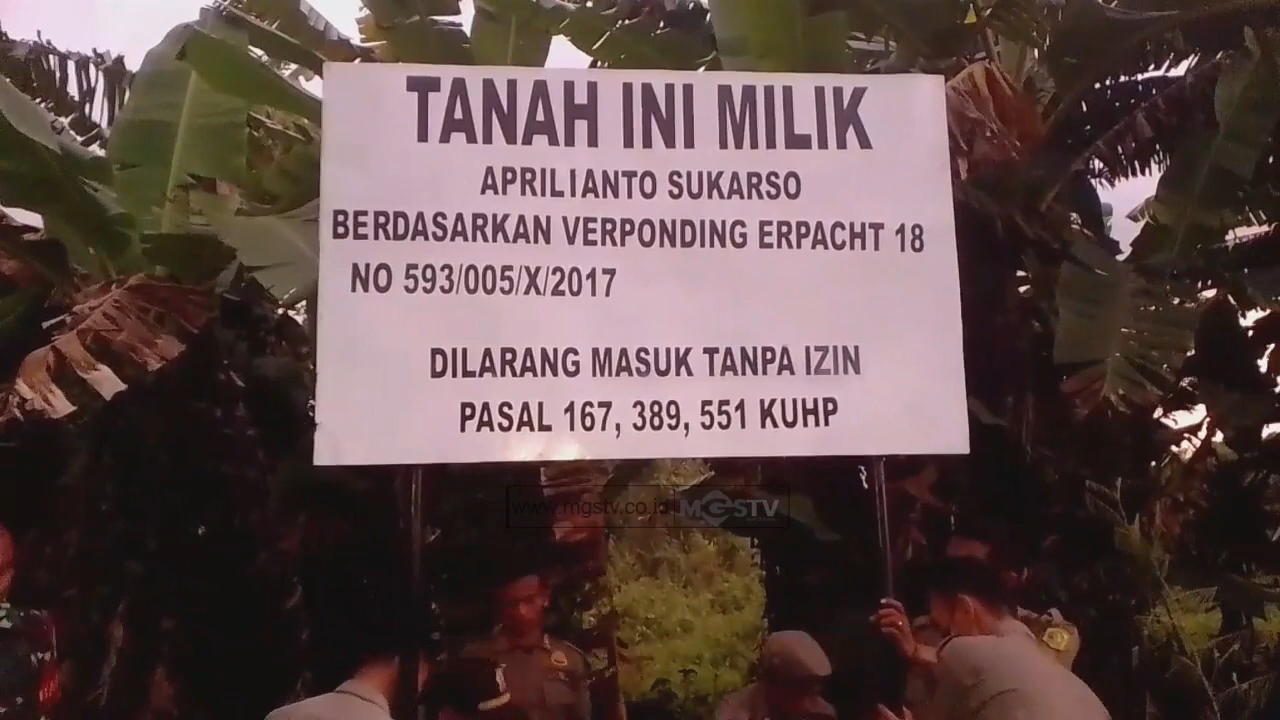 TANAH INI MILIK
APRILIANTO SUKARSO
BERDASARKAN VERPONDING ERPACHT 18
NO 593/005/X/2017
DILARANG MASUK TANPA IZIN
PASAL 167, 389, 551 KUHP
www.mgstv.co.id MGSTV